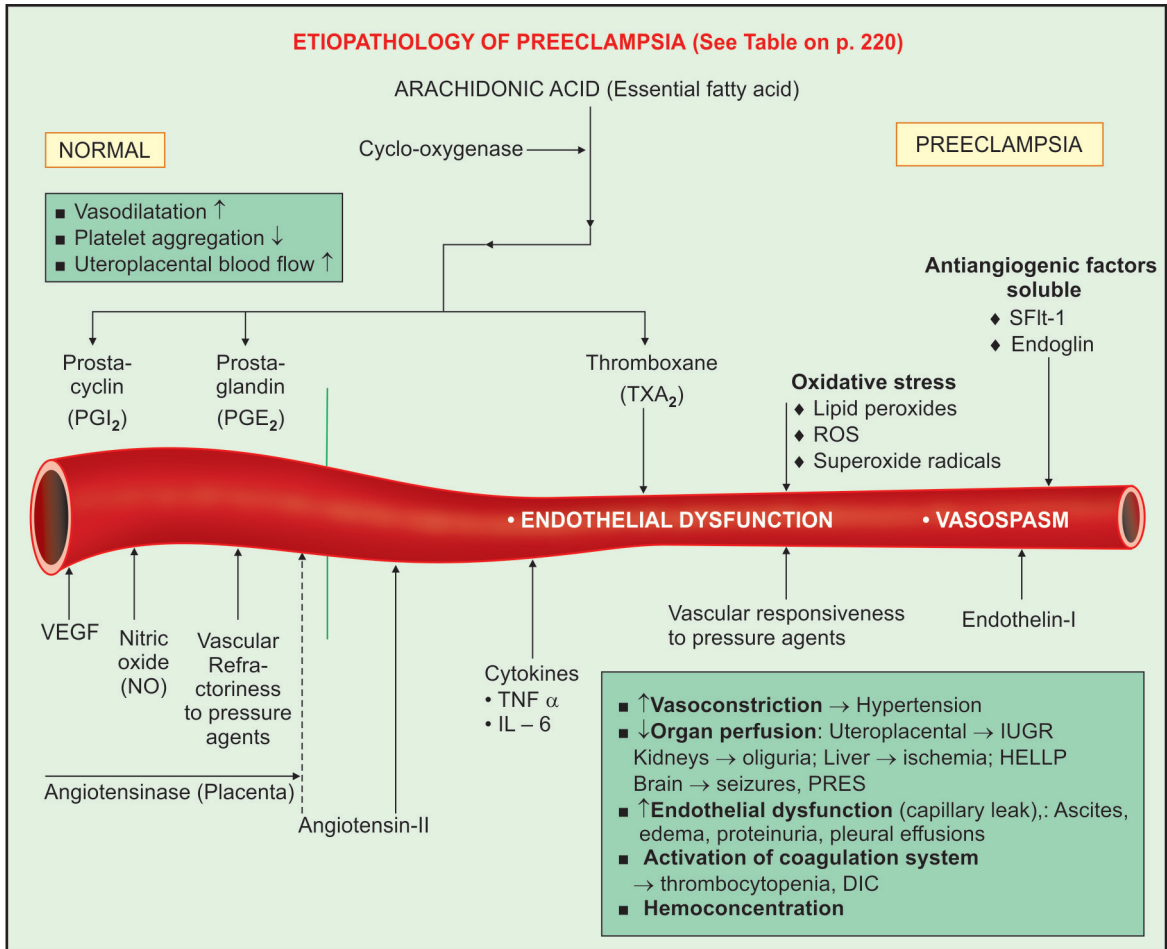 ETIOPATHOLOGY OF PREECLAMPSIA (See Table on p. 220)
ARACHIDONIC ACID (Essential fatty acid)
NORMAL
Cyclo-oxygenase
PREECLAMPSIA
■ Vasodilatation ↑
■ Platelet aggregation ↓
■ Uteroplacental blood flow ↑
Antiangiogenic factors
soluble
♦ SFlt-1
♦ Endoglin
Prosta-
cyclin
(PGI₂)
Prosta-
glandin
(PGE₂)
Thromboxane
(TXA₂)
Oxidative stress
♦ Lipid peroxides
♦ ROS
♦ Superoxide radicals
• ENDOTHELIAL DYSFUNCTION
• VASOSPASM
VEGF
Nitric
oxide
(NO)
Vascular
Refra-
ctoriness
to pressure
agents
Angiotensinase (Placenta)
Angiotensin-II
Cytokines
• TNF α
• IL – 6
Vascular responsiveness
to pressure agents
Endothelin-I
■ ↑Vasoconstriction → Hypertension
■ ↓Organ perfusion: Uteroplacental → IUGR
Kidneys → oliguria; Liver → ischemia; HELLP
Brain → seizures, PRES
■ ↑Endothelial dysfunction (capillary leak),: Ascites,
edema, proteinuria, pleural effusions
■ Activation of coagulation system
→ thrombocytopenia, DIC
■ Hemoconcentration